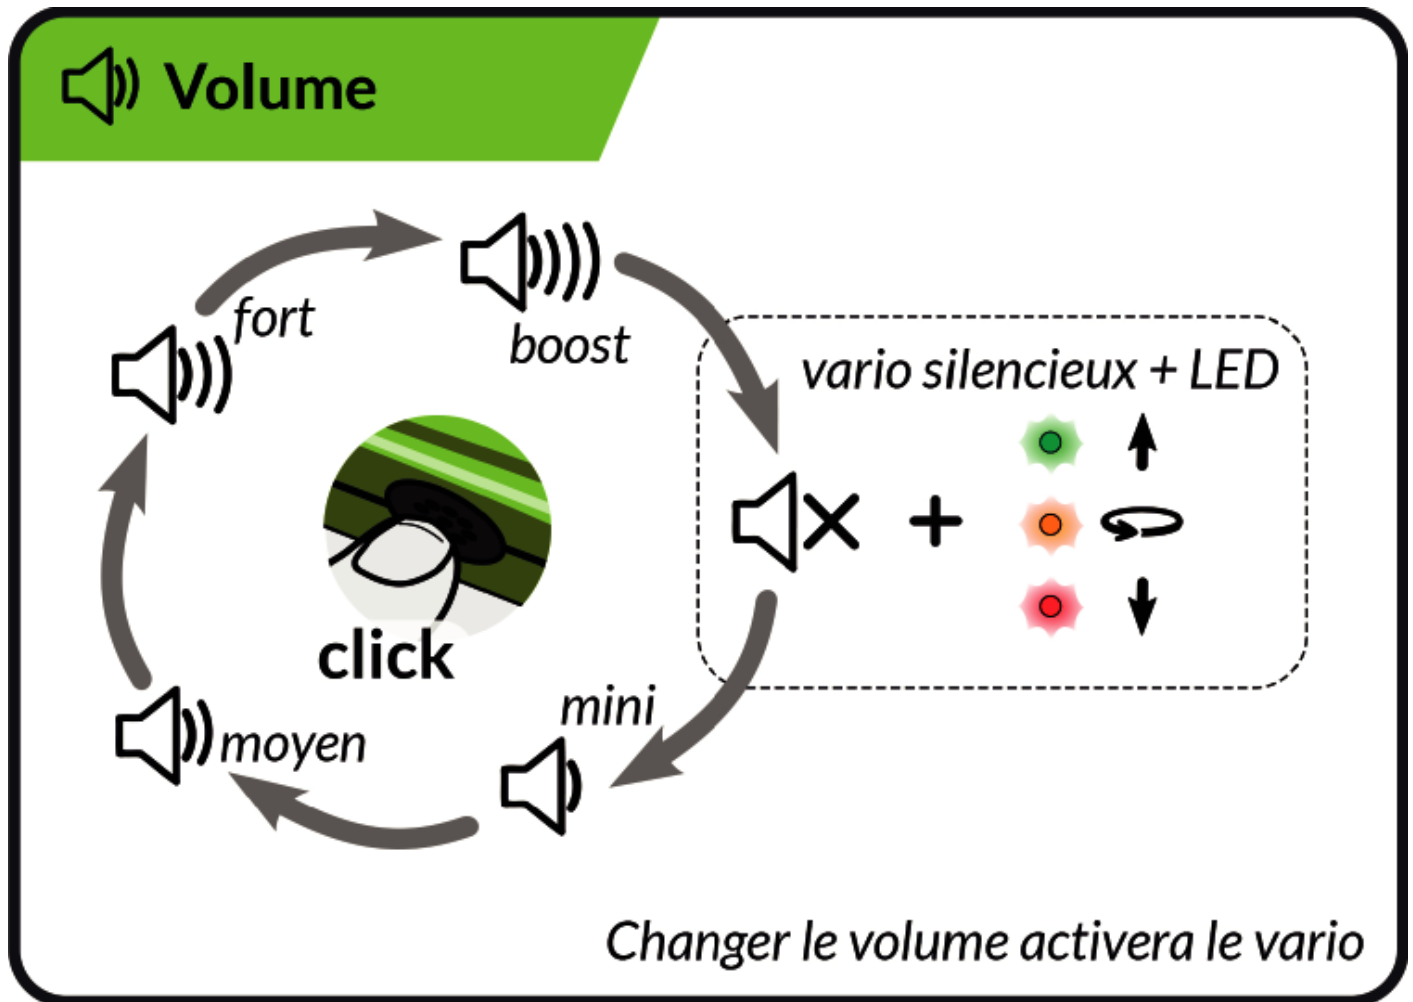 Volume
fort
boost
vario silencieux + LED
click
mini
moyen
Changer le volume activera le vario